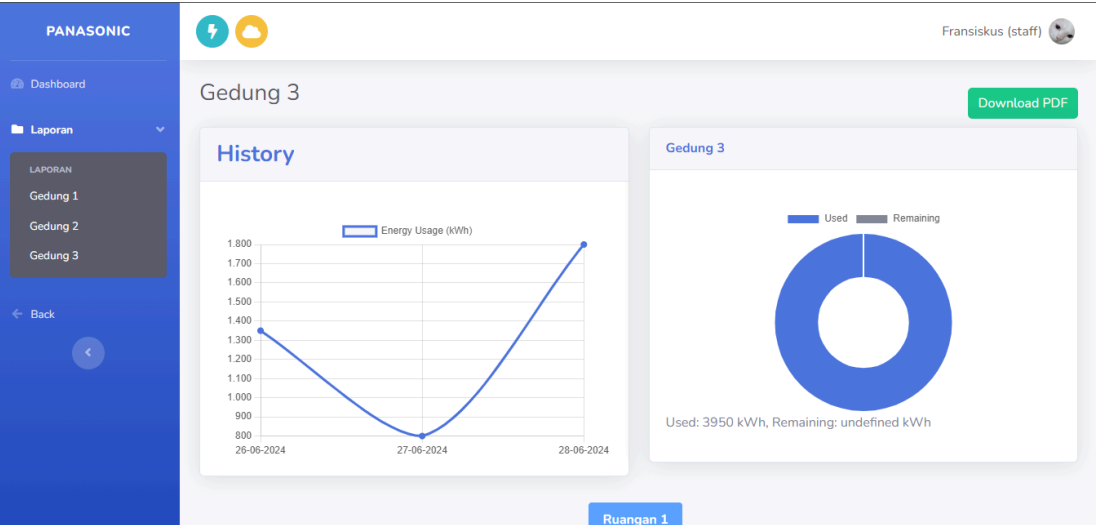 PANASONIC
Fransiskus (staff)
Dashboard
Laporan
LAPORAN
Gedung 1
Gedung 2
Gedung 3
Back
Gedung 3
Download PDF
History
Energy Usage (kWh)
1.800
1.700
1.600
1.500
1.400
1.300
1.200
1.100
1.000
900
800
26-06-2024
27-06-2024
28-06-2024
Gedung 3
Used
Remaining
Used: 3950 kWh, Remaining: undefined kWh
Ruangan 1